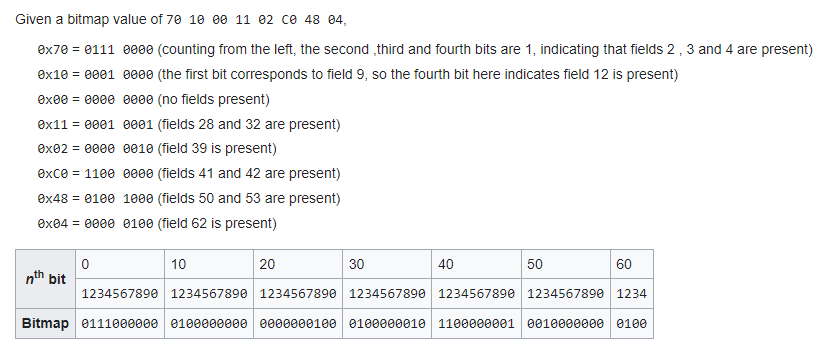 Given a bitmap value of 70 10 00 11 02 C0 48 04,
0x70 = 0111 0000 (counting from the left, the second ,third and fourth bits are 1, indicating that fields 2 , 3 and 4 are present)
0x10 = 0001 0000 (the first bit corresponds to field 9, so the fourth bit here indicates field 12 is present)
0x00 = 0000 0000 (no fields present)
0x11 = 0001 0001 (fields 28 and 32 are present)
0x02 = 0000 0010 (field 39 is present)
0xC0 = 1100 0000 (fields 41 and 42 are present)
0x48 = 0100 1000 (fields 50 and 53 are present)
0x04 = 0000 0100 (field 62 is present)
nth bit 0 10 20 30 40 50 60
1234567890 1234567890 1234567890 1234567890 1234567890 1234567890 1234
Bitmap 0111000000 0100000000 0000000100 0100000010 1100000001 0010000000 0100